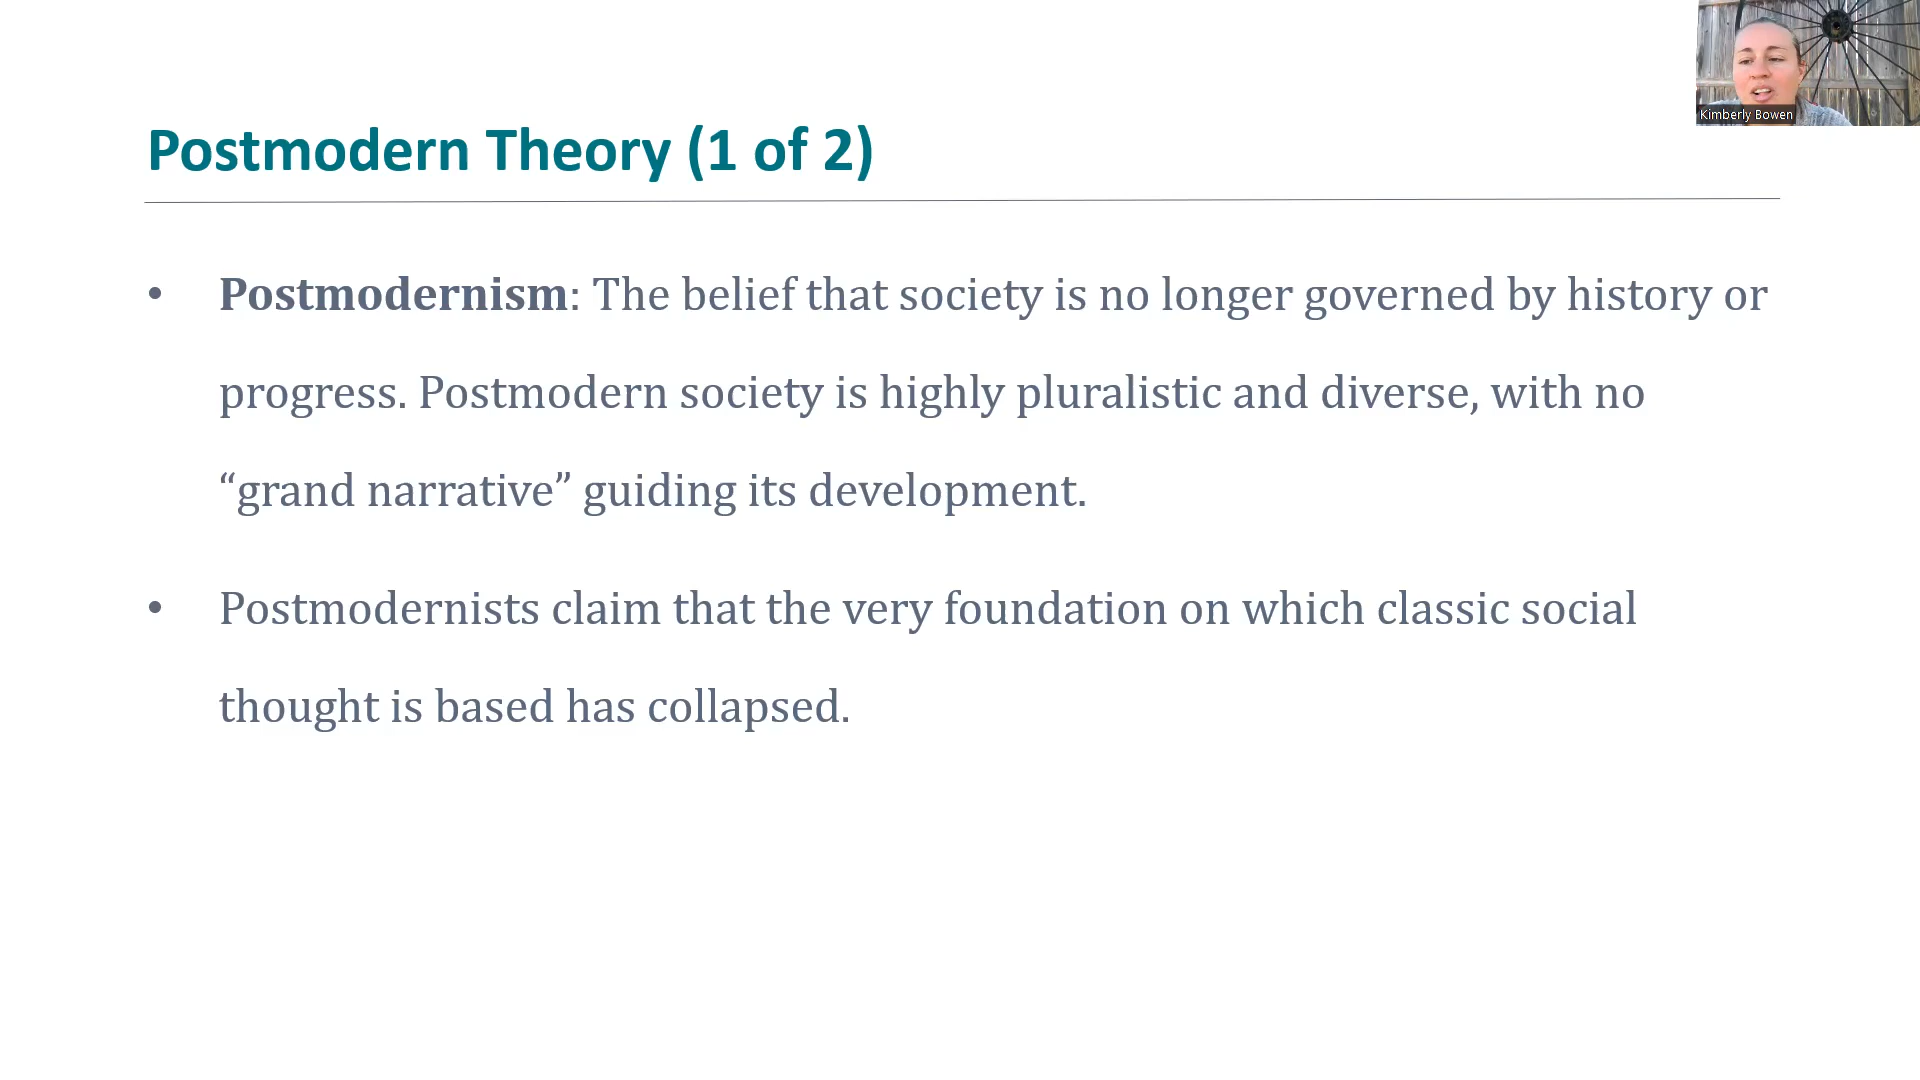 Kimberly Bowen
Postmodern Theory (1 of 2)
• Postmodernism: The belief that society is no longer governed by history or
progress. Postmodern society is highly pluralistic and diverse, with no
“grand narrative” guiding its development.
• Postmodernists claim that the very foundation on which classic social
thought is based has collapsed.